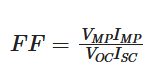 FF = \frac{V_{MP} I_{MP}}{V_{OC} I_{SC}}